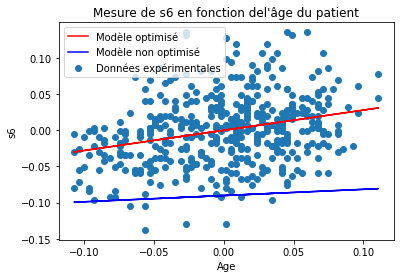 Mesure de s6 en fonction del'âge du patient
Modèle optimisé
Modèle non optimisé
Données expérimentales
0.10
0.05
0.00
−0.05
−0.10
−0.15
s6
−0.10
−0.05
0.00
0.05
0.10
Age